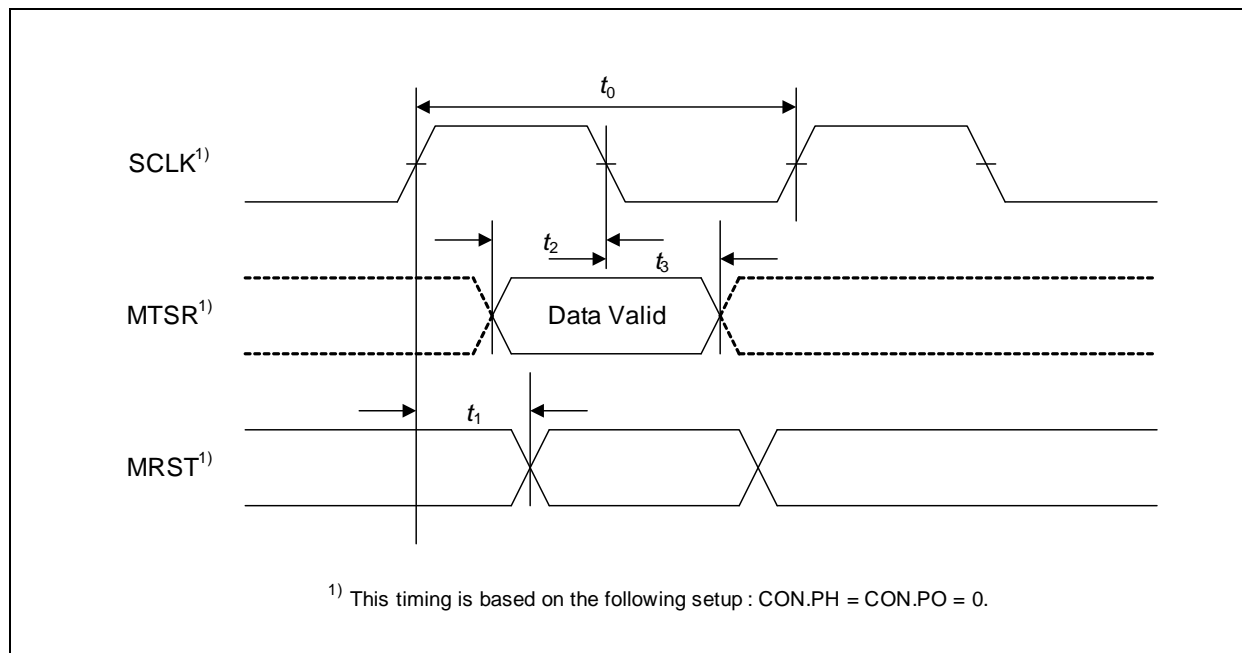 t0
SCLK1)
t2
t3
MTSR1)
Data Valid
t1
MRST1)
1) This timing is based on the following setup : CON.PH = CON.PO = 0.